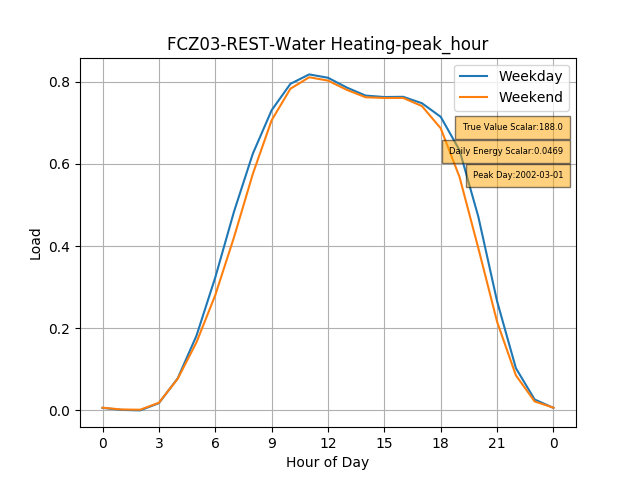 FCZ03-REST-Water Heating-peak_hour
Weekday
Weekend
True Value Scalar:188.0
Daily Energy Scalar:0.0469
Peak Day:2002-03-01
Load
0.8
0.6
0.4
0.2
0.0
0 3 6 9 12 15 18 21 0
Hour of Day